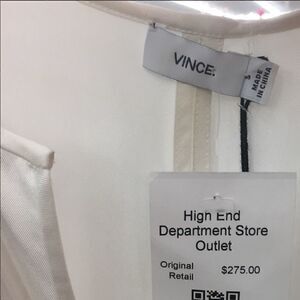 VINCE.
S
MADE
IN CHINA
High End
Department Store
Outlet
Original
Retail
$275.00